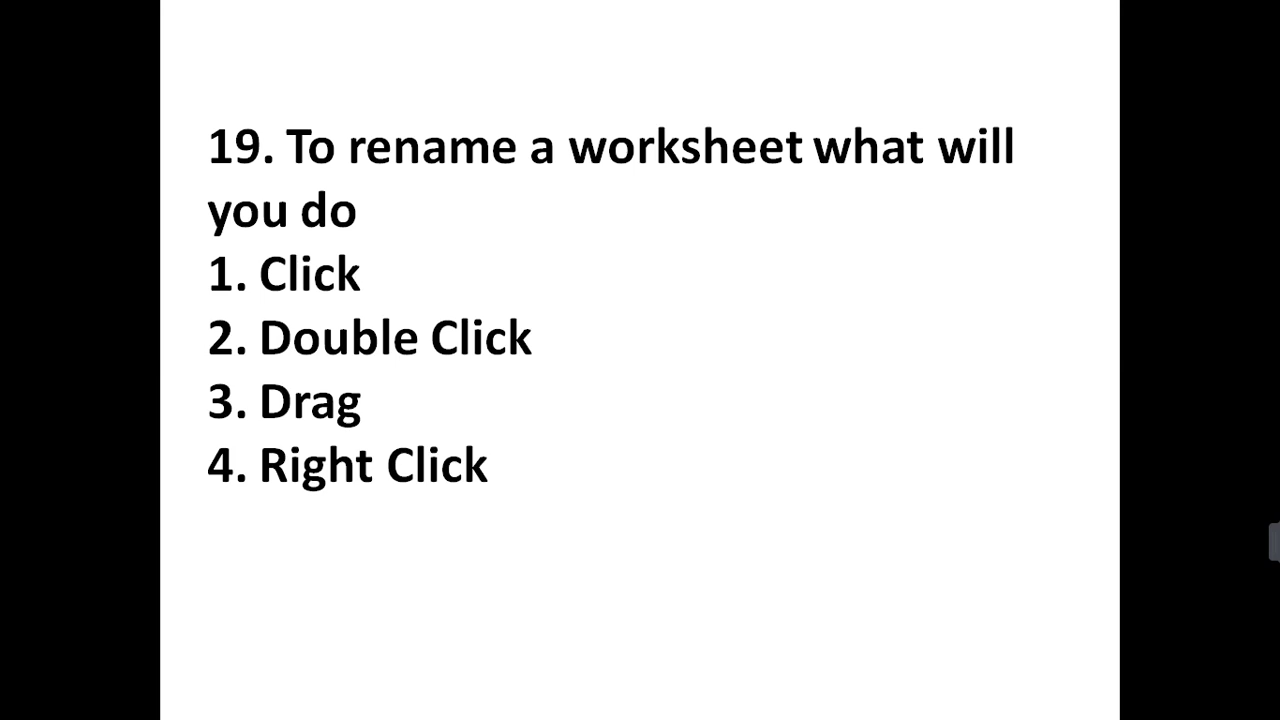 19. To rename a worksheet what will
you do
1. Click
2. Double Click
3. Drag
4. Right Click